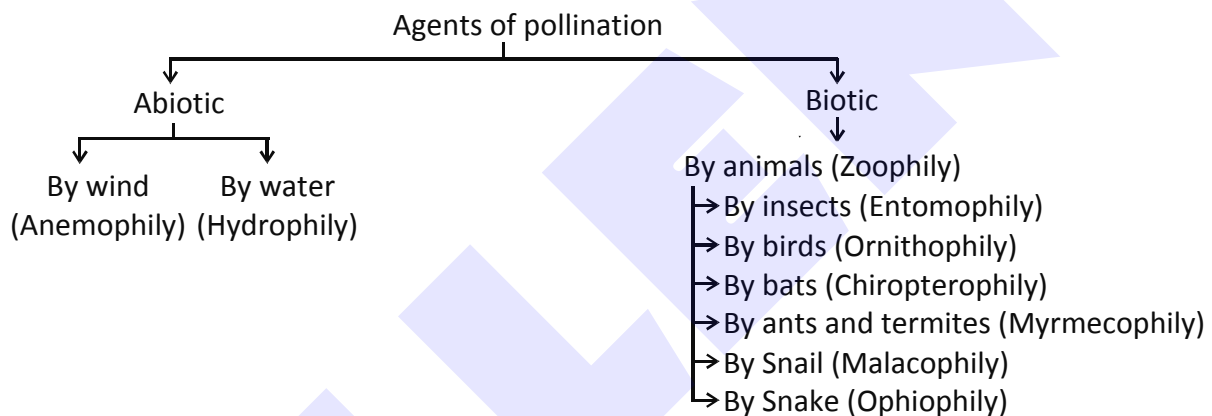 Agents of pollination
Abiotic
Biotic
By wind
(Anemophily)
By water
(Hydrophily)
By animals (Zoophily)
By insects (Entomophily)
By birds (Ornithophily)
By bats (Chiropterophily)
By ants and termites (Myrmecophily)
By Snail (Malacophily)
By Snake (Ophiophily)